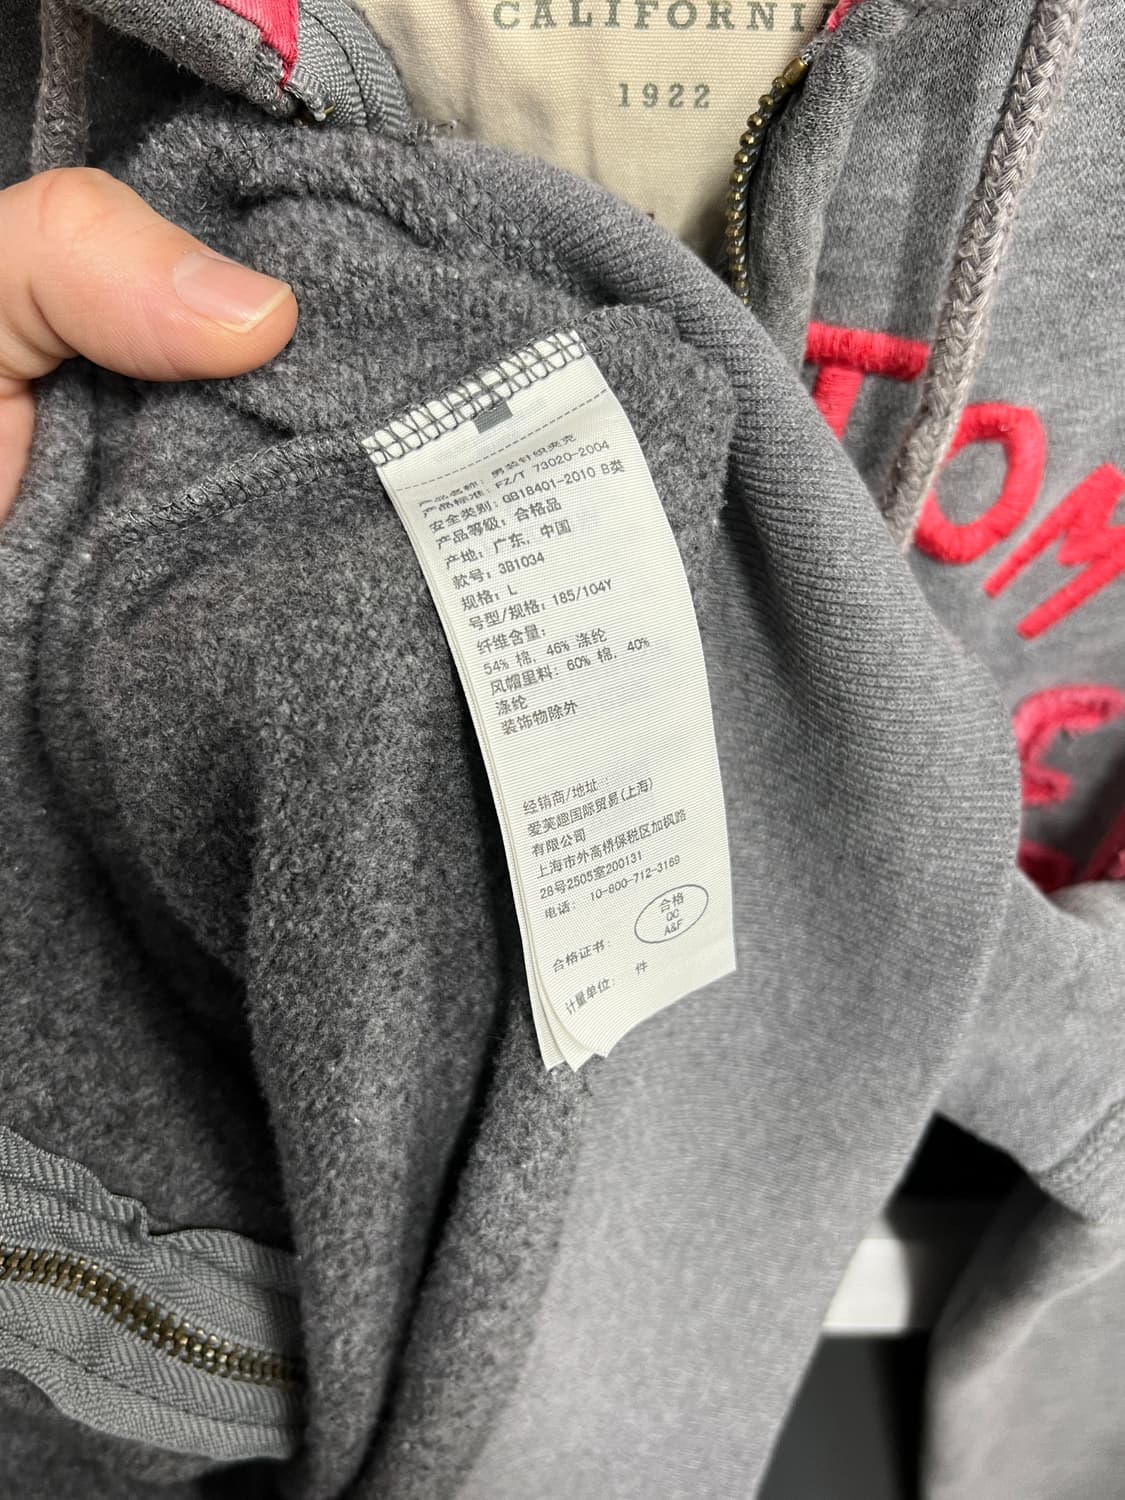 CALIFORNI
1922
TOM
C
产品名称: 男装针织夹克
产品标准: FZ/T 73020-2004
安全类别: GB18401-2010 B类
产品等级: 合格品
产地: 广东, 中国
款号: 3B1034
规格: L
号型/规格: 185/104Y
纤维含量:
54% 棉, 46% 涤纶
风帽里料: 60% 棉, 40%
涤纶
装饰物除外
经销商/地址:
爱芙趣国际贸易(上海)
有限公司
上海市外高桥保税区加枫路
28号2505室200131
电话: 10-800-712-3169
合格证书:
合格
QC
A&F
计量单位: 件